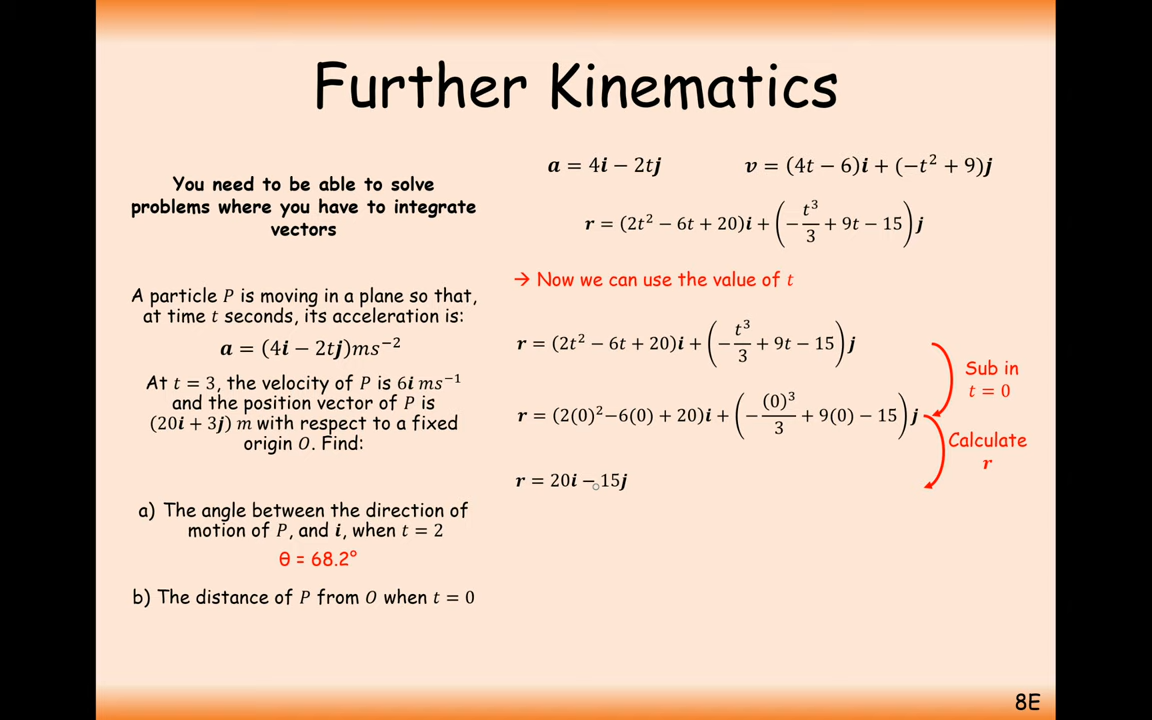 Further Kinematics
You need to be able to solve
problems where you have to integrate
vectors
A particle P is moving in a plane so that,
at time t seconds, its acceleration is:
a = (4i − 2tj)ms⁻²
At t = 3, the velocity of P is 6i ms⁻¹
and the position vector of P is
(20i + 3j) m with respect to a fixed
origin O. Find:
a) The angle between the direction of
motion of P, and i, when t = 2
θ = 68.2°
b) The distance of P from O when t = 0
a = 4i − 2tj
v = (4t − 6)i + (−t² + 9)j
r = (2t² − 6t + 20)i + (−t³/3 + 9t − 15)j
→ Now we can use the value of t
r = (2t² − 6t + 20)i + (−t³/3 + 9t − 15)j
Sub in
t = 0
r = (2(0)²−6(0) + 20)i + (−(0)³/3 + 9(0) − 15)j
Calculate
r
r = 20i − 15j
8E